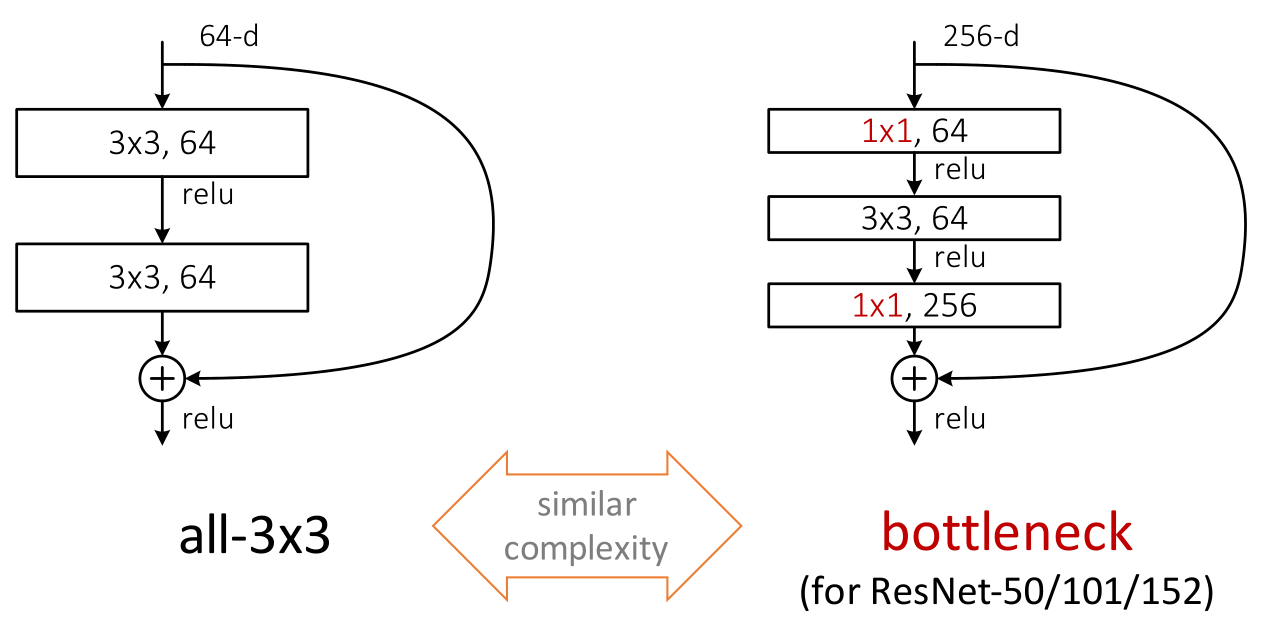 64-d
3x3, 64
relu
3x3, 64
+
relu
all-3x3
similar
complexity
256-d
1x1, 64
relu
3x3, 64
relu
1x1, 256
+
relu
bottleneck
(for ResNet-50/101/152)